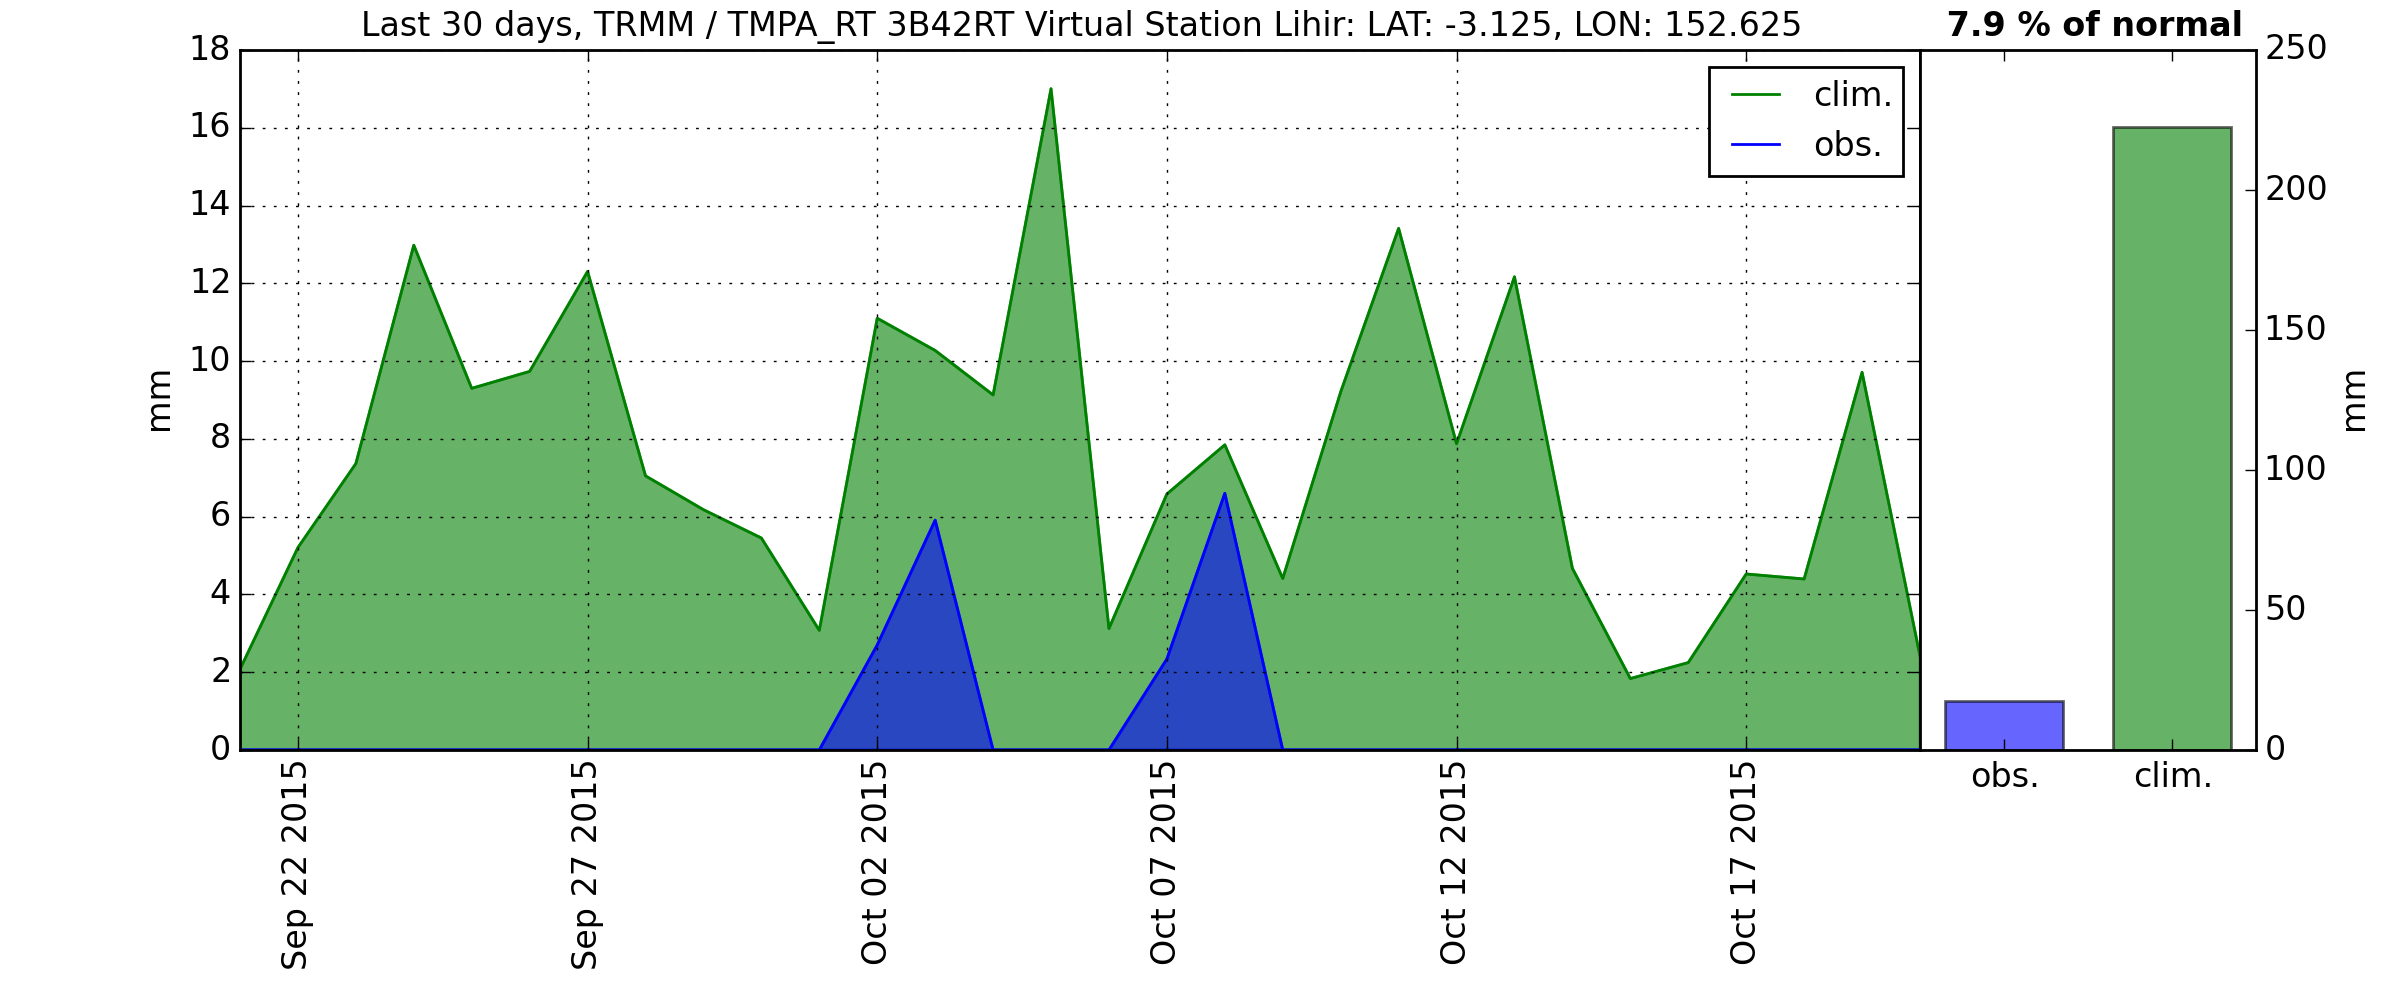 Last 30 days, TRMM / TMPA_RT 3B42RT Virtual Station Lihir: LAT: -3.125, LON: 152.625
7.9 % of normal
18
16
14
12
10
8
6
4
2
0
mm
clim.
obs.
250
200
150
100
50
0
mm
obs.
clim.
Sep 22 2015
Sep 27 2015
Oct 02 2015
Oct 07 2015
Oct 12 2015
Oct 17 2015